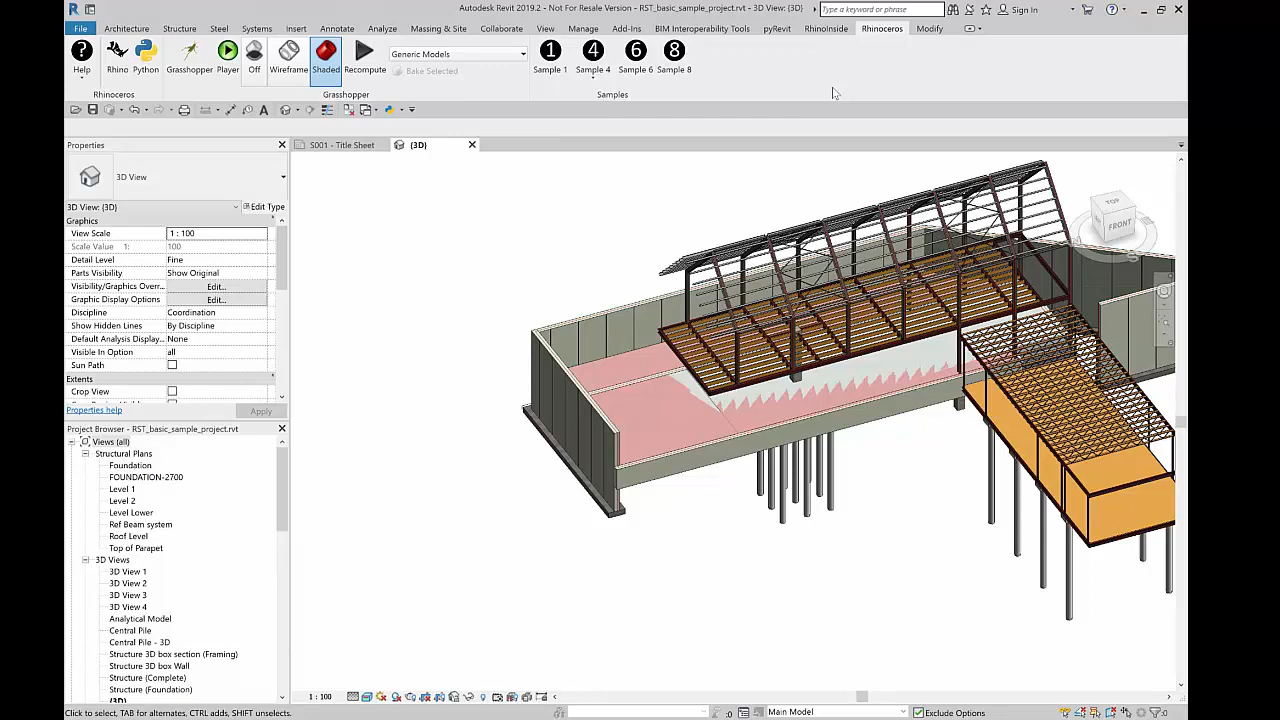 Autodesk Revit 2019.2 - Not For Resale Version - RST_basic_sample_project.rvt - 3D View: {3D}
Type a keyword or phrase
Sign In
File Architecture Structure Steel Systems Insert Annotate Analyze Massing & Site Collaborate View Manage Add-Ins BIM Interoperability Tools pyRevit RhinoInside Rhinoceros Modify
Help Rhino Python Grasshopper Player Off Wireframe Shaded Recompute
Generic Models
Bake Selected
1 4 6 8
Sample 1 Sample 4 Sample 6 Sample 8
Rhinoceros Grasshopper Samples
Properties
S001 - Title Sheet
{3D}
3D View
3D View: {3D} Edit Type
Graphics
View Scale 1 : 100
Scale Value 1: 100
Detail Level Fine
Parts Visibility Show Original
Visibility/Graphics Overr... Edit...
Graphic Display Options Edit...
Discipline Coordination
Show Hidden Lines By Discipline
Default Analysis Display... None
Visible In Option all
Sun Path
Extents
Crop View
Properties help Apply
Project Browser - RST_basic_sample_project.rvt
Views (all)
Structural Plans
Foundation
FOUNDATION-2700
Level 1
Level 2
Level Lower
Ref Beam system
Roof Level
Top of Parapet
3D Views
3D View 1
3D View 2
3D View 3
3D View 4
Analytical Model
Central Pile
Central Pile - 3D
Structure 3D box section (Framing)
Structure 3D box Wall
Structure (Complete)
Structure (Foundation)
{3D}
TOP
FRONT
1 : 100
Click to select, TAB for alternates, CTRL adds, SHIFT unselects.
:0
Main Model
Exclude Options
:0